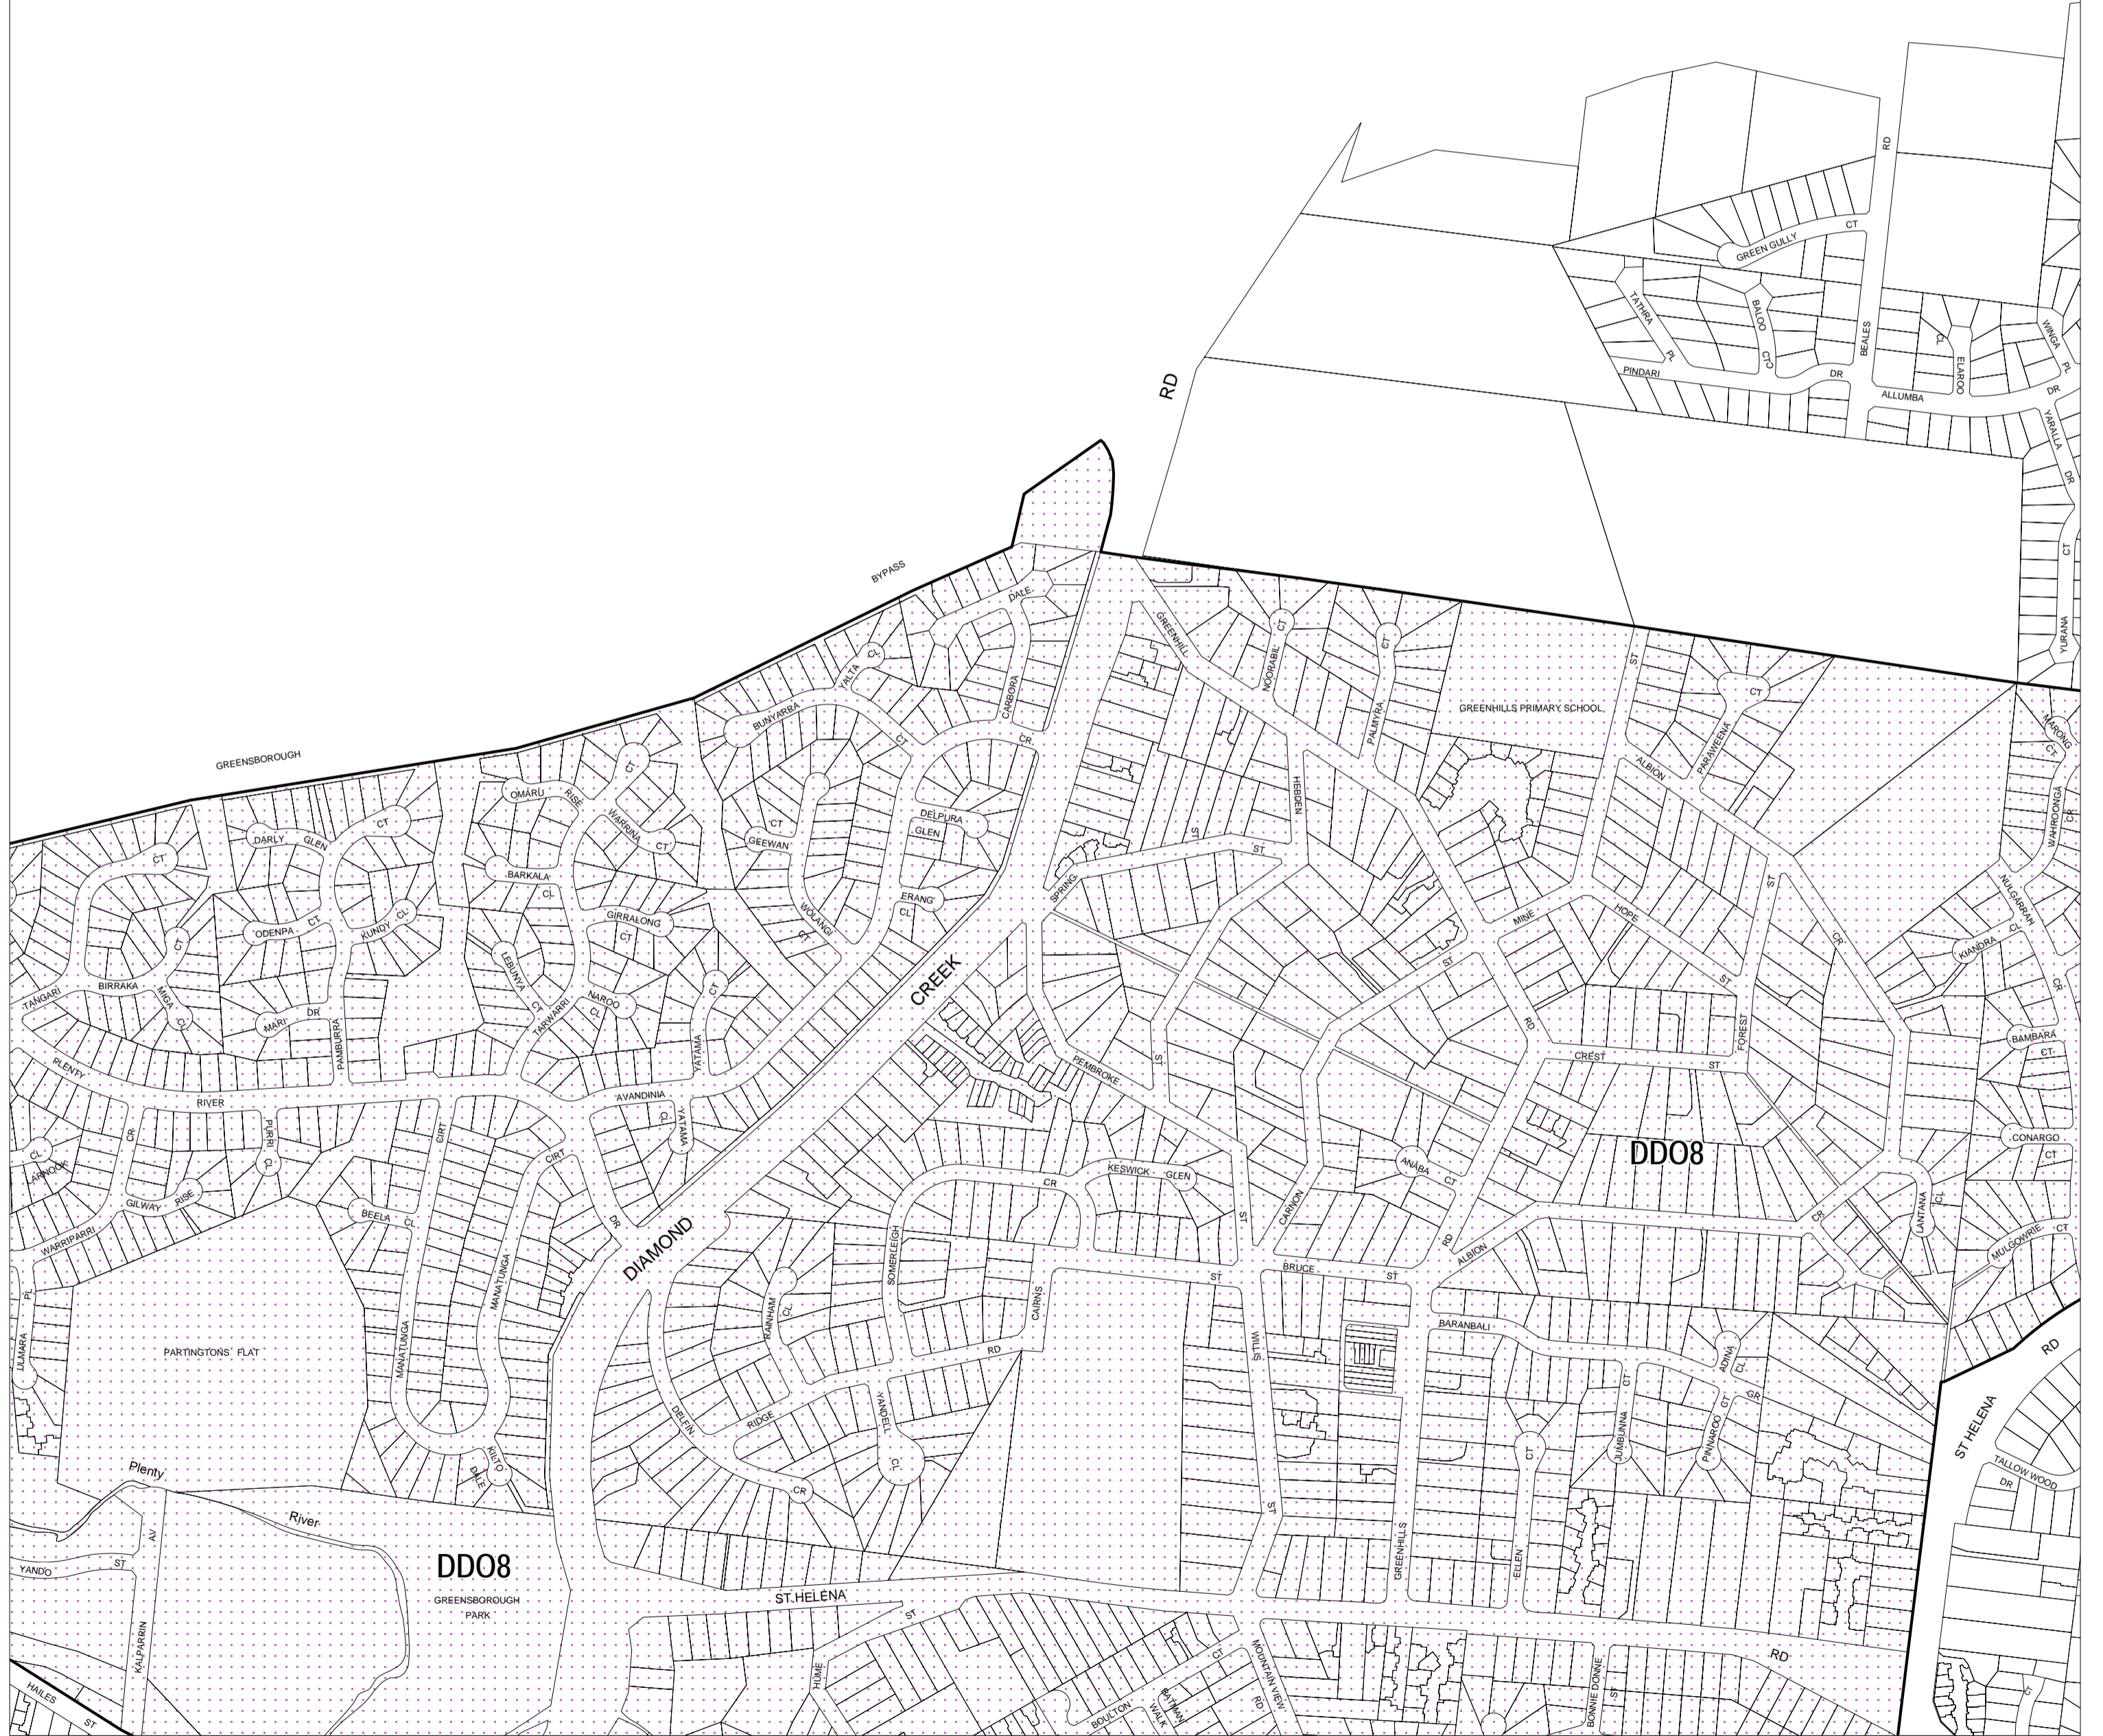 RD
GREEN GULLY
CT
TATHRA
PL
BALOO
CTC
BEALES
CL
ELAROO
WINGA
PL
PINDARI
DR
ALLUMBA
DR
YARALLA
DR
CT
YURANA
RD
BYPASS
DALE
GREENHILL
NOORABIL
CT
CT
PALMYRA
GREENHILLS PRIMARY SCHOOL
ST
PARAWEENA
CT
ALBION
MARONG
CT
WAHROONGA
CR
GREENSBOROUGH
BUNYARRA
CT
YALTA
CL
CARBORA
CR
HEBDEN
ST
ST
SPRING
OMARU
RISE
CT
WARRINA
CT
DARLY
GLEN
CT
CT
GEEWAN
CT
DELPURA
GLEN
BARKALA
CL
ERANG
CL
WOLANGI
CT
GIRRALONG
CT
ODENPA
CT
KUNDY
CL
CT
MIGA
CL
BIRRAKA
TANGARI
MARI
DR
PAMBURRA
LEBUNYA
CT
TARWARRI
NAROO
CL
CT
YATAMA
PLENTY
RIVER
AVANDINIA
CL
YATAMA
CREEK
DIAMOND
MINE
HOPE
ST
ST
CR
NULGARRAH
CL
KIANDRA
CR
ST
RD
CREST
ST
FOREST
BAMBARA
CT
CONARGO
CT
PEMBROKE
ST
ST
KESWICK
GLEN
CR
CARNON
ANABA
CT
RD
ALBION
DDO8
CR
LANTANA
CL
MULGOWRIE
CT
CR
PURRI
CL
CL
LARNOOK
GILWAY
RISE
WARRIPARRI
CIRT
CIRT
BEELA
CL
DR
MANATUNGA
MANATUNGA
SOMERLEIGH
CAIRNS
ST
BRUCE
ST
RAINHAM
CL
RD
RIDGE
YANDELL
CL
DELFIN
CR
WILLIS
ST
BARANBALI
ADINA
CL
GR
CT
JUMBUNNA
CT
PINNAROO
CT
ELLEN
GREENHILLS
RD
ST HELENA
TALLOW WOOD
DR
PL
PARTINGTONS FLAT
KILTO
DALE
Plenty
River
AV
ST
YANDO
KALPARRIN
DDO8
GREENSBOROUGH
PARK
ST.HELENA
ST
HUME
BOULTON
CT
BATMAN
WALK
MOUNTAIN VIEW
RD
BONNIE DONNE
ST
RD
CT
HAILES
ST